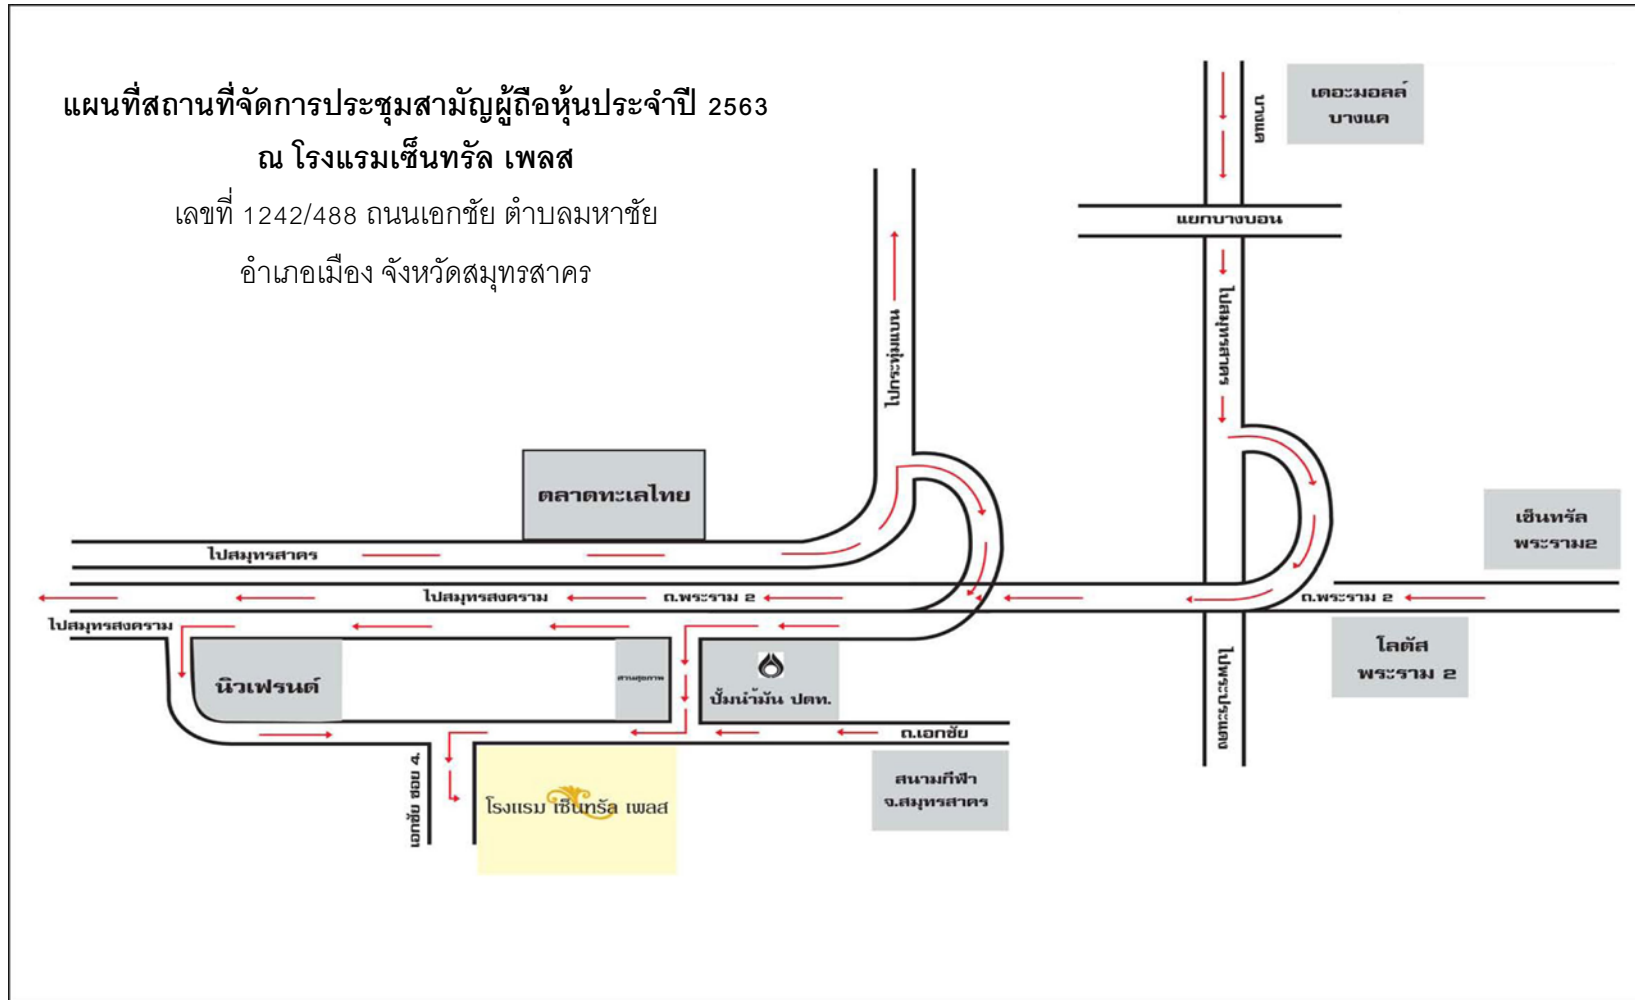 แผนที่สถานที่จัดการประชุมสามัญผู้ถือหุ้นประจำปี 2563
ณ โรงแรมเซ็นทรัล เพลส
เลขที่ 1242/488 ถนนเอกชัย ตำบลมหาชัย
อำเภอเมือง จังหวัดสมุทรสาคร
เดอะมอลล์
บางแค
บางแค
แยกบางบอน
ไปสมุทรสาคร
ไปกระทุ่มแบน
ตลาดทะเลไทย
เซ็นทรัล
พระราม2
ไปสมุทรสาคร
ไปสมุทรสงคราม
ถ.พระราม 2
ถ.พระราม 2
ไปสมุทรสงคราม
โลตัส
พระราม 2
นิวเฟรนด์
สวนสุขภาพ
ปั้มน้ำมัน ปตท.
ไปพระประแดง
ถ.เอกชัย
สนามกีฬา
จ.สมุทรสาคร
เอกชัย ซอย 4.
โรงแรม เซ็นทรัล เพลส